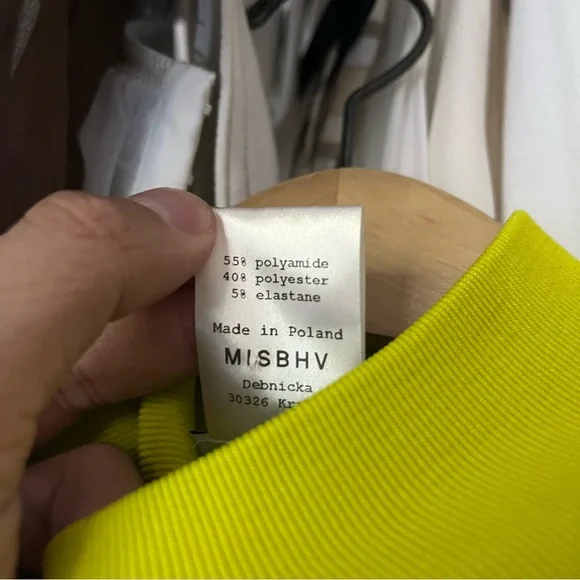 55% polyamide
40% polyester
5% elastane
Made in Poland
MISBHV
Debnicka
30326